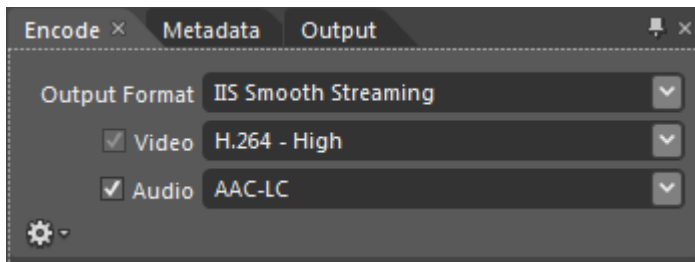 Encode Metadata Output
Output Format IIS Smooth Streaming
Video H.264 - High
Audio AAC-LC